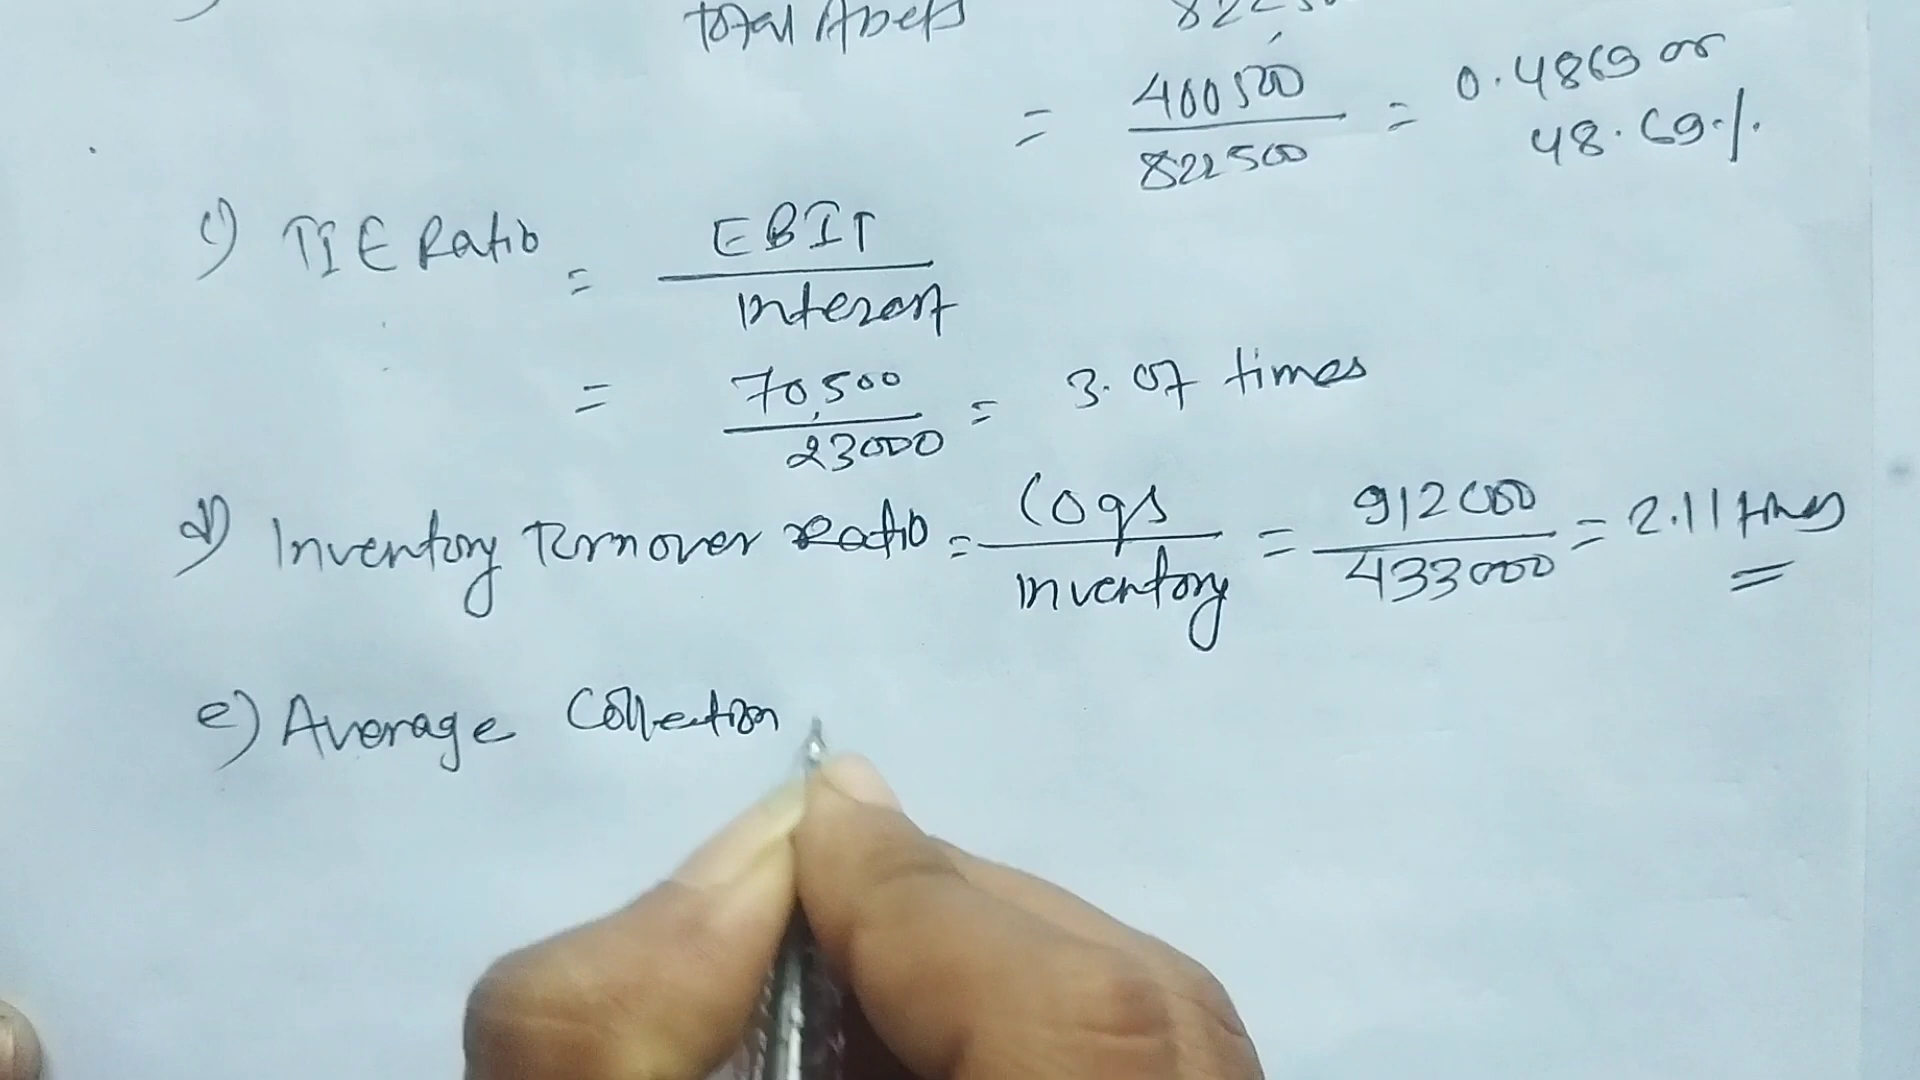 Total Assets 8225
= 400500 / 822500 = 0.4869 or 48.69%
c) TIE Ratio = EBIT / interest
= 70,500 / 23000 = 3.07 times
d) Inventory Turnover Ratio = Cogs / inventory = 912000 / 433000 = 2.11 times
e) Average Collection